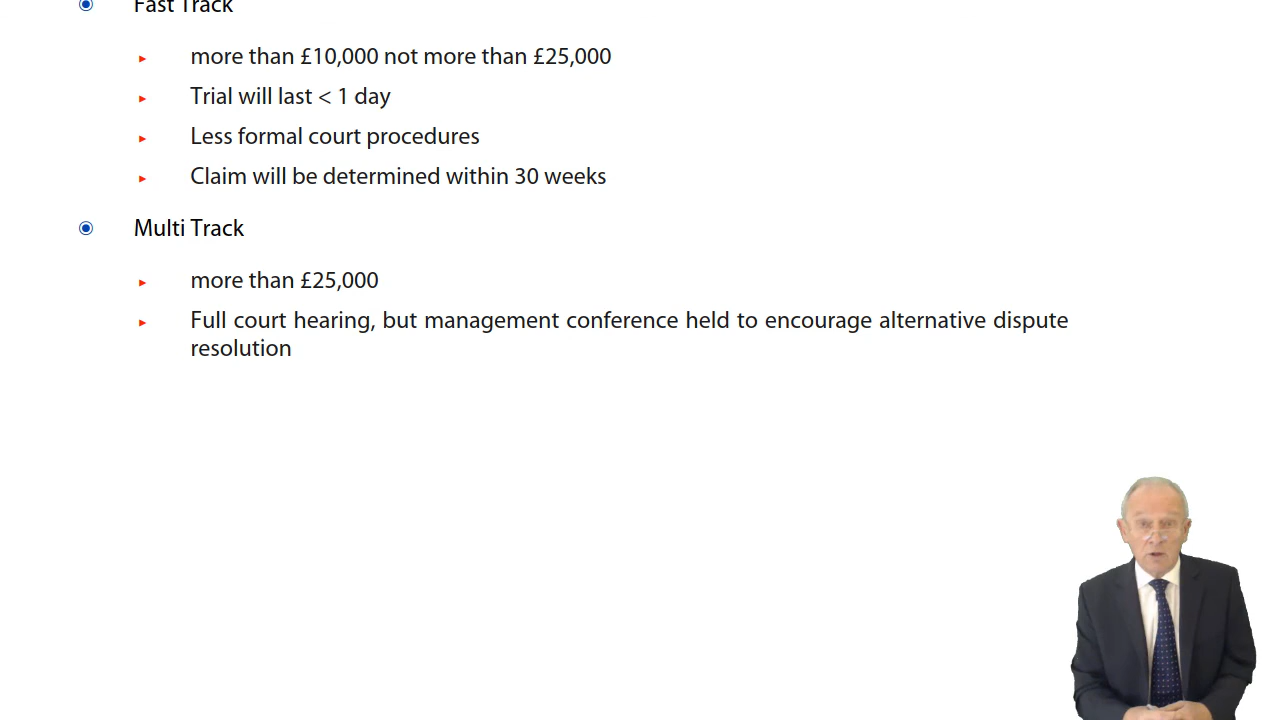 Fast Track
more than £10,000 not more than £25,000
Trial will last < 1 day
Less formal court procedures
Claim will be determined within 30 weeks
Multi Track
more than £25,000
Full court hearing, but management conference held to encourage alternative dispute
resolution